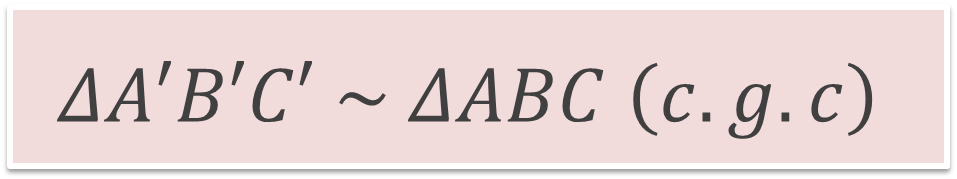 ΔA′B′C′ ~ ΔABC (c.g.c)